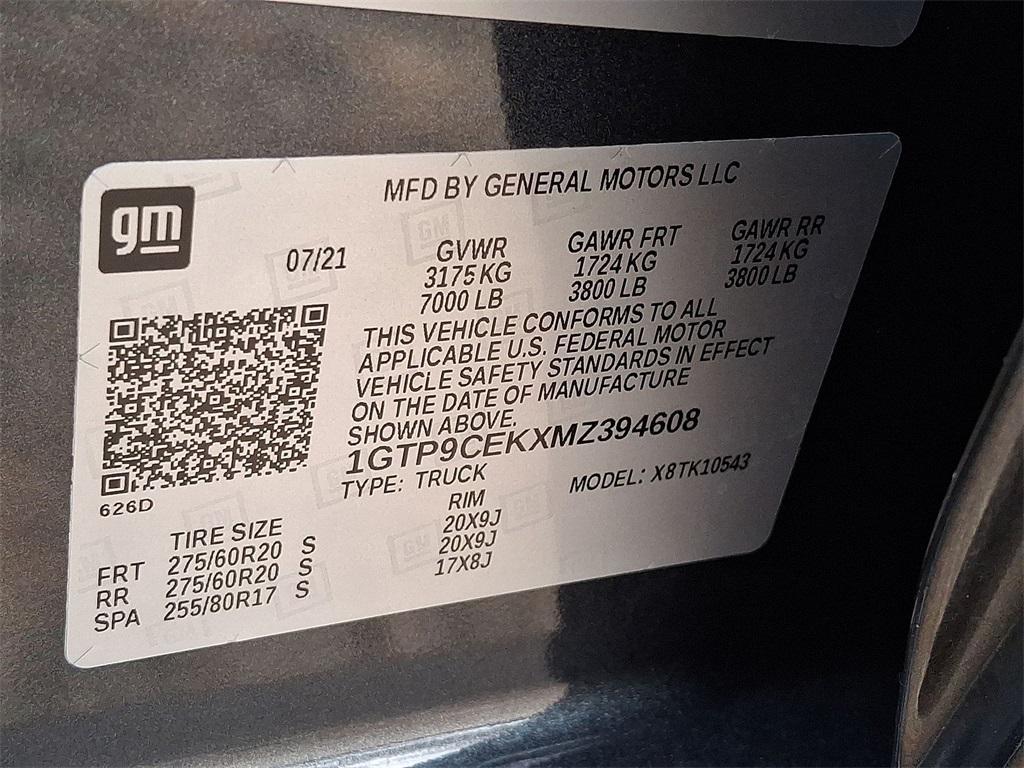 gm
MFD BY GENERAL MOTORS LLC
07/21
GVWR GAWR FRT GAWR RR
3175 KG 1724 KG 1724 KG
7000 LB 3800 LB 3800 LB
THIS VEHICLE CONFORMS TO ALL
APPLICABLE U.S. FEDERAL MOTOR
VEHICLE SAFETY STANDARDS IN EFFECT
ON THE DATE OF MANUFACTURE
SHOWN ABOVE.
1GTP9CEKXMZ394608
TYPE: TRUCK MODEL: X8TK10543
626D
TIRE SIZE RIM
FRT 275/60R20 S 20X9J
RR 275/60R20 S 20X9J
SPA 255/80R17 S 17X8J